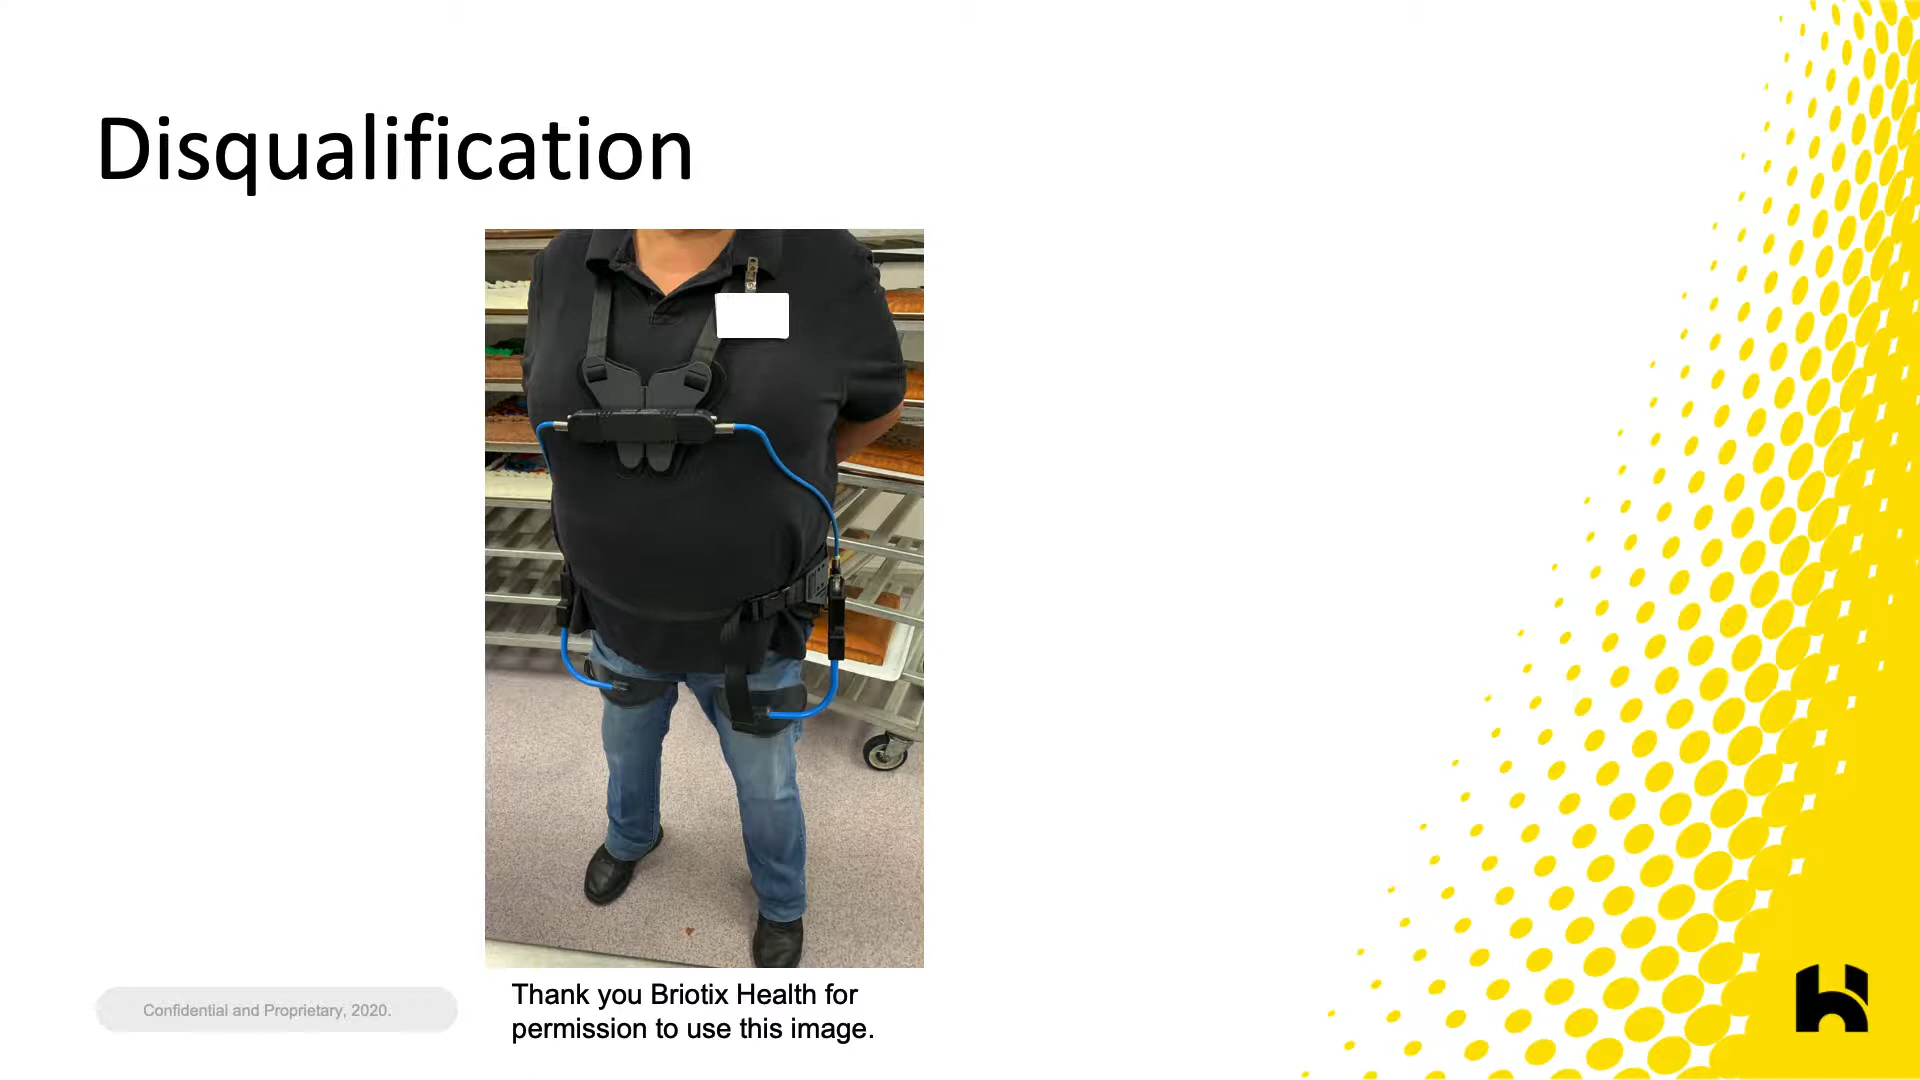 Disqualification
Confidential and Proprietary, 2020.
Thank you Briotix Health for
permission to use this image.